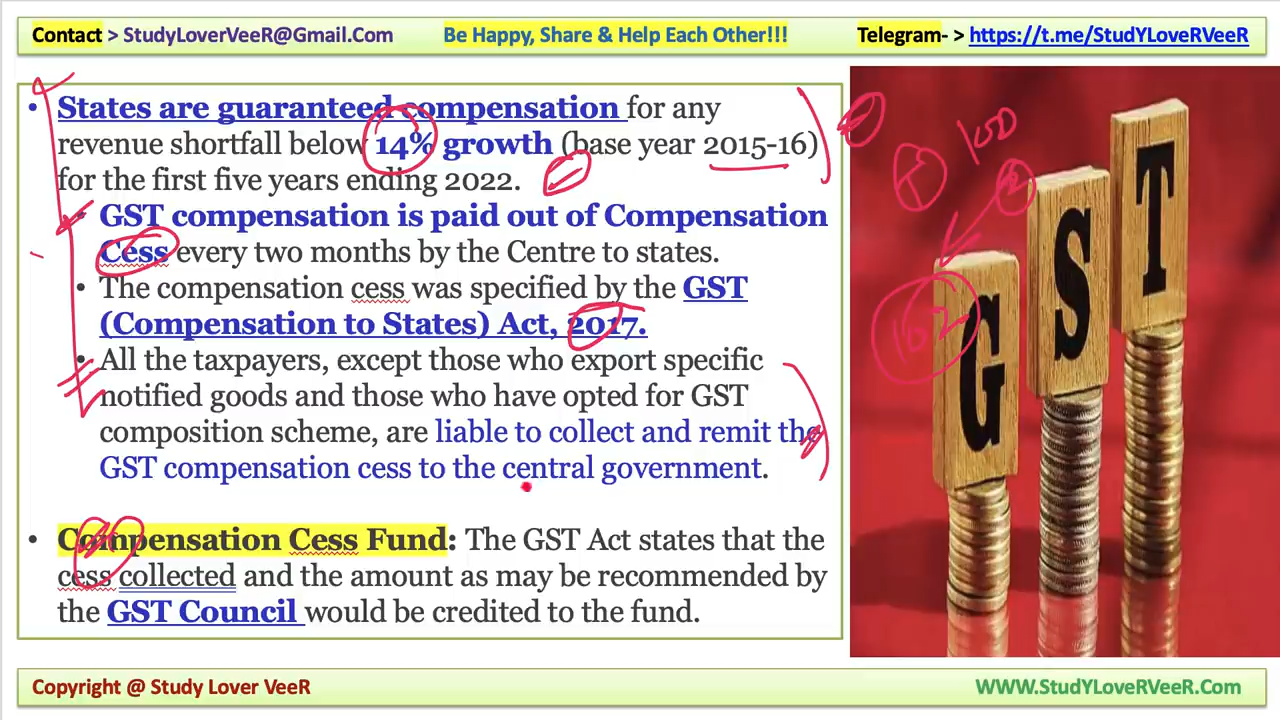 Contact > StudyLoverVeeR@Gmail.Com
Be Happy, Share & Help Each Other!!!
Telegram- > https://t.me/StudYLoveRVeeR
• States are guaranteed compensation for any
revenue shortfall below 14% growth (base year 2015-16)
for the first five years ending 2022.
• GST compensation is paid out of Compensation
Cess every two months by the Centre to states.
• The compensation cess was specified by the GST
(Compensation to States) Act, 2017.
• All the taxpayers, except those who export specific
notified goods and those who have opted for GST
composition scheme, are liable to collect and remit the
GST compensation cess to the central government.
• Compensation Cess Fund: The GST Act states that the
cess collected and the amount as may be recommended by
the GST Council would be credited to the fund.
100
162
G
S
T
Copyright @ Study Lover VeeR
WWW.StudYLoveRVeeR.Com